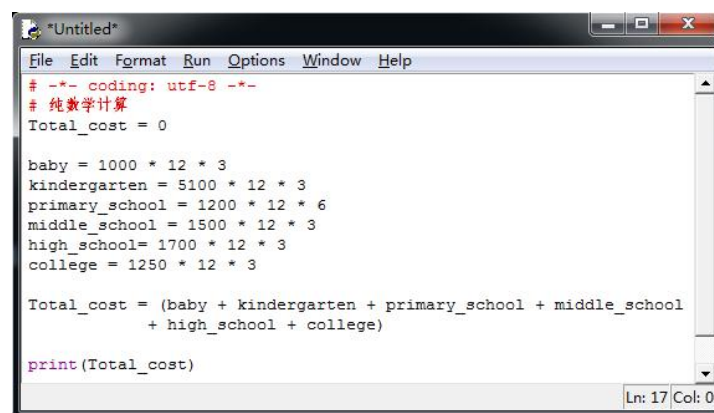 *Untitled*
File Edit Format Run Options Window Help
# -*- coding: utf-8 -*-
# 纯数学计算
Total_cost = 0
baby = 1000 * 12 * 3
kindergarten = 5100 * 12 * 3
primary_school = 1200 * 12 * 6
middle_school = 1500 * 12 * 3
high_school= 1700 * 12 * 3
college = 1250 * 12 * 3
Total_cost = (baby + kindergarten + primary_school + middle_school
+ high_school + college)
print(Total_cost)
Ln: 17 Col: 0